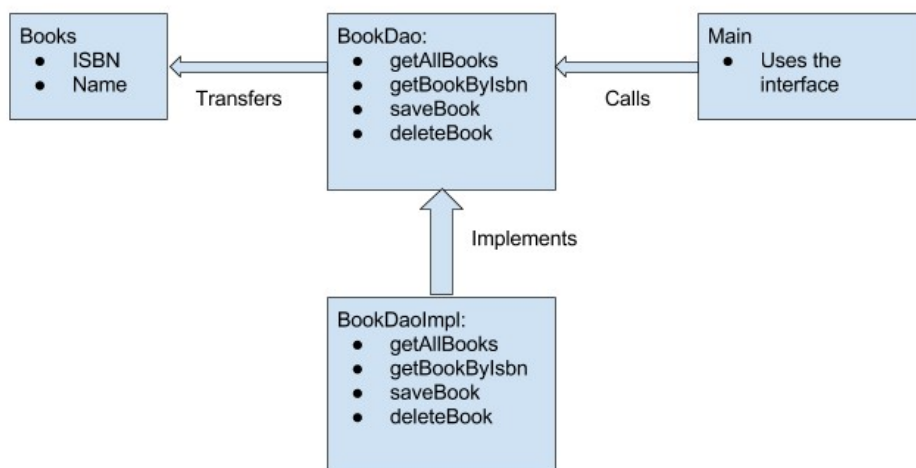 Books
● ISBN
● Name
Transfers
BookDao:
● getAllBooks
● getBookByIsbn
● saveBook
● deleteBook
Calls
Main
● Uses the
interface
Implements
BookDaoImpl:
● getAllBooks
● getBookByIsbn
● saveBook
● deleteBook